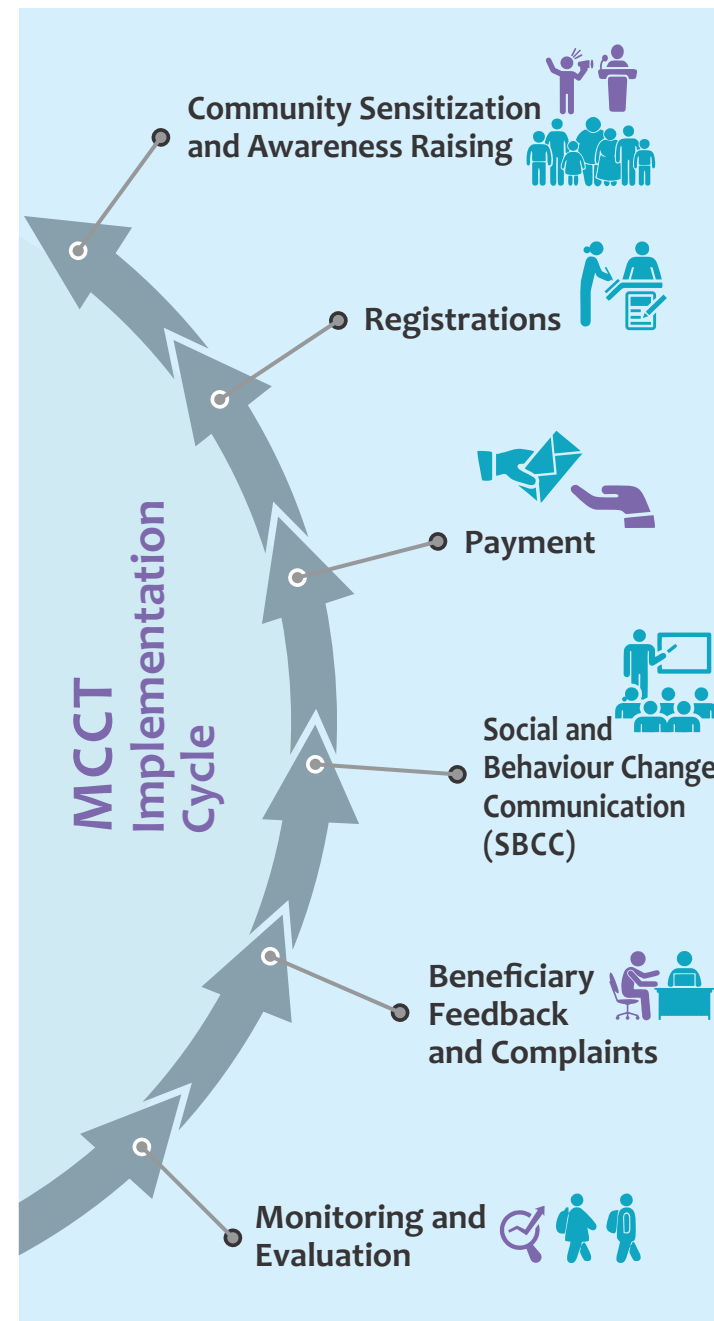 Community Sensitization
and Awareness Raising
Registrations
Payment
MCCT
Implementation
Cycle
Social and
Behaviour Change
Communication
(SBCC)
Beneficiary
Feedback
and Complaints
Monitoring and
Evaluation